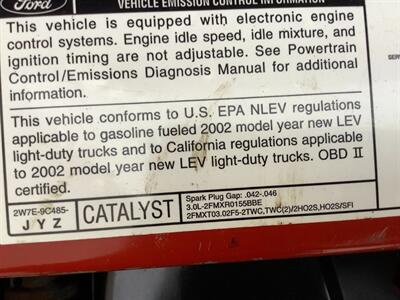 Ford
VEHICLE EMISSION CONTROL INFORMATION
This vehicle is equipped with electronic engine
control systems. Engine idle speed, idle mixture, and
ignition timing are not adjustable. See Powertrain
Control/Emissions Diagnosis Manual for additional
information.
This vehicle conforms to U.S. EPA NLEV regulations
applicable to gasoline fueled 2002 model year new LEV
light-duty trucks and to California regulations applicable
to 2002 model year new LEV light-duty trucks. OBD II
certified.
2W7E-9C485-
J Y Z
CATALYST
Spark Plug Gap: .042-.046
3.0L-2FMXR0155BBE
2FMXT03.02F5-2TWC,TWC(2)/2HO2S,HO2S/SFI